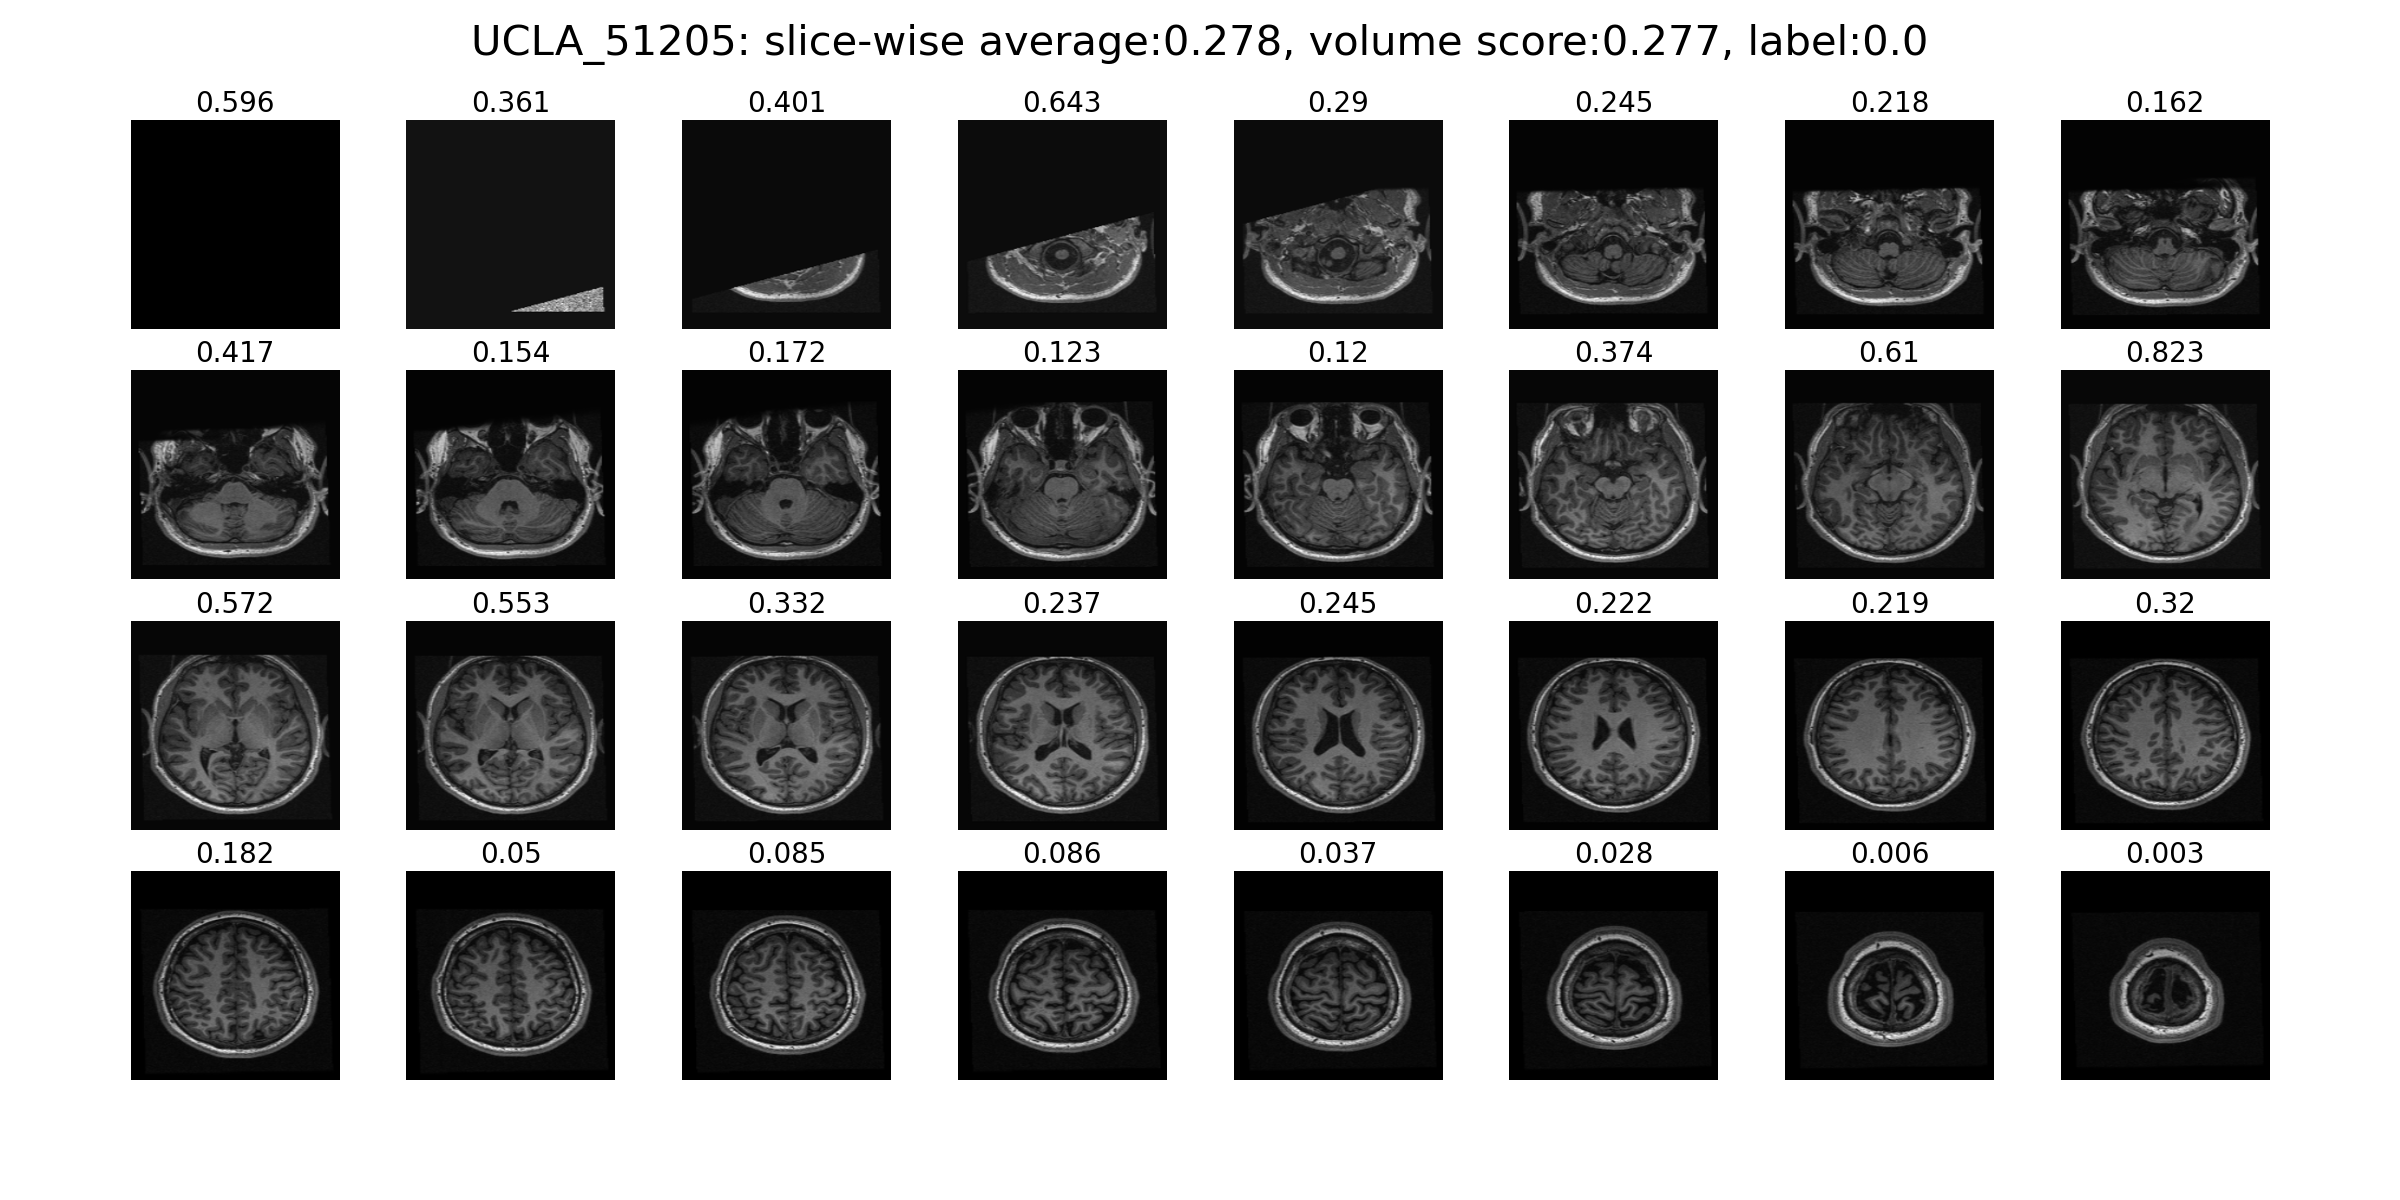 UCLA_51205: slice-wise average:0.278, volume score:0.277, label:0.0
0.596 0.361 0.401 0.643 0.29 0.245 0.218 0.162
0.417 0.154 0.172 0.123 0.12 0.374 0.61 0.823
0.572 0.553 0.332 0.237 0.245 0.222 0.219 0.32
0.182 0.05 0.085 0.086 0.037 0.028 0.006 0.003